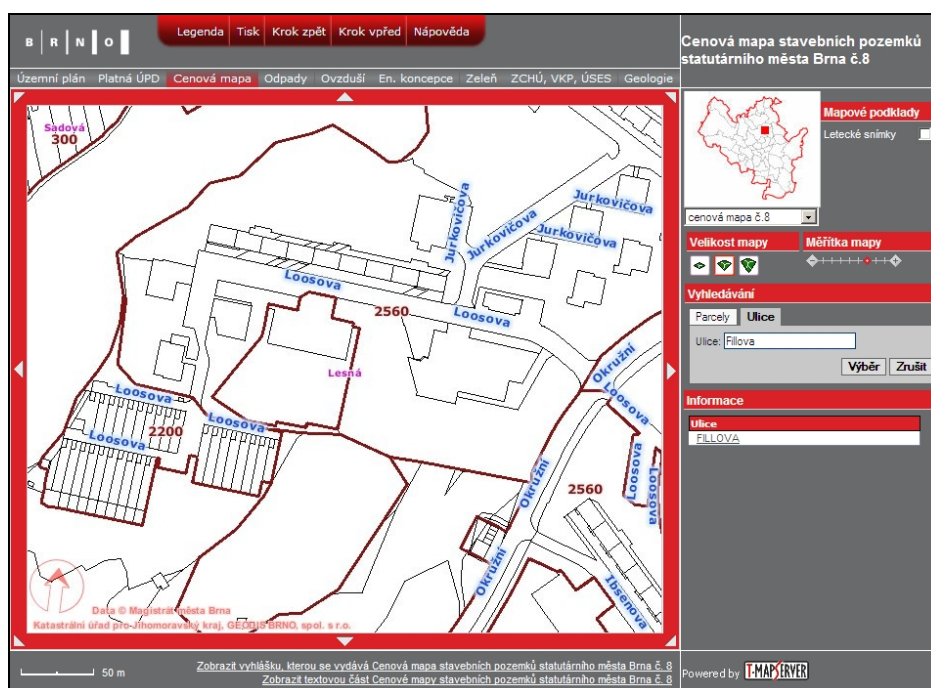 BRNO
Legenda Tisk Krok zpět Krok vpřed Nápověda
Cenová mapa stavebních pozemků
statutárního města Brna č.8
Územní plán Platná ÚPD Cenová mapa Odpady Ovzduší En. koncepce Zeleň ZCHÚ, VKP, ÚSES Geologie
Sadová
300
Jurkovičova
Jurkovičova
Jurkovičova
Jurkovičova
Loosova
2560
Loosova
Lesná
Okružní
Loosova
Loosova
Loosova
2200
Loosova
Loosova
Loosova
Okružní
2560
Okružní
Ibsenova
Data © Magistrát města Brna
Katastrální úřad pro Jihomoravský kraj, GEODIS BRNO, spol. s r.o.
Mapové podklady
Letecké snímky
cenová mapa č.8
Velikost mapy Měřítka mapy
Vyhledávání
Parcely Ulice
Ulice: Fillova
Výběr Zrušit
Informace
Ulice
FILLOVA
50 m
Zobrazit vyhlášku, kterou se vydává Cenová mapa stavebních pozemků statutárního města Brna č. 8
Zobrazit textovou část Cenové mapy stavebních pozemků statutárního města Brna č. 8
Powered by T-MAPSERVER